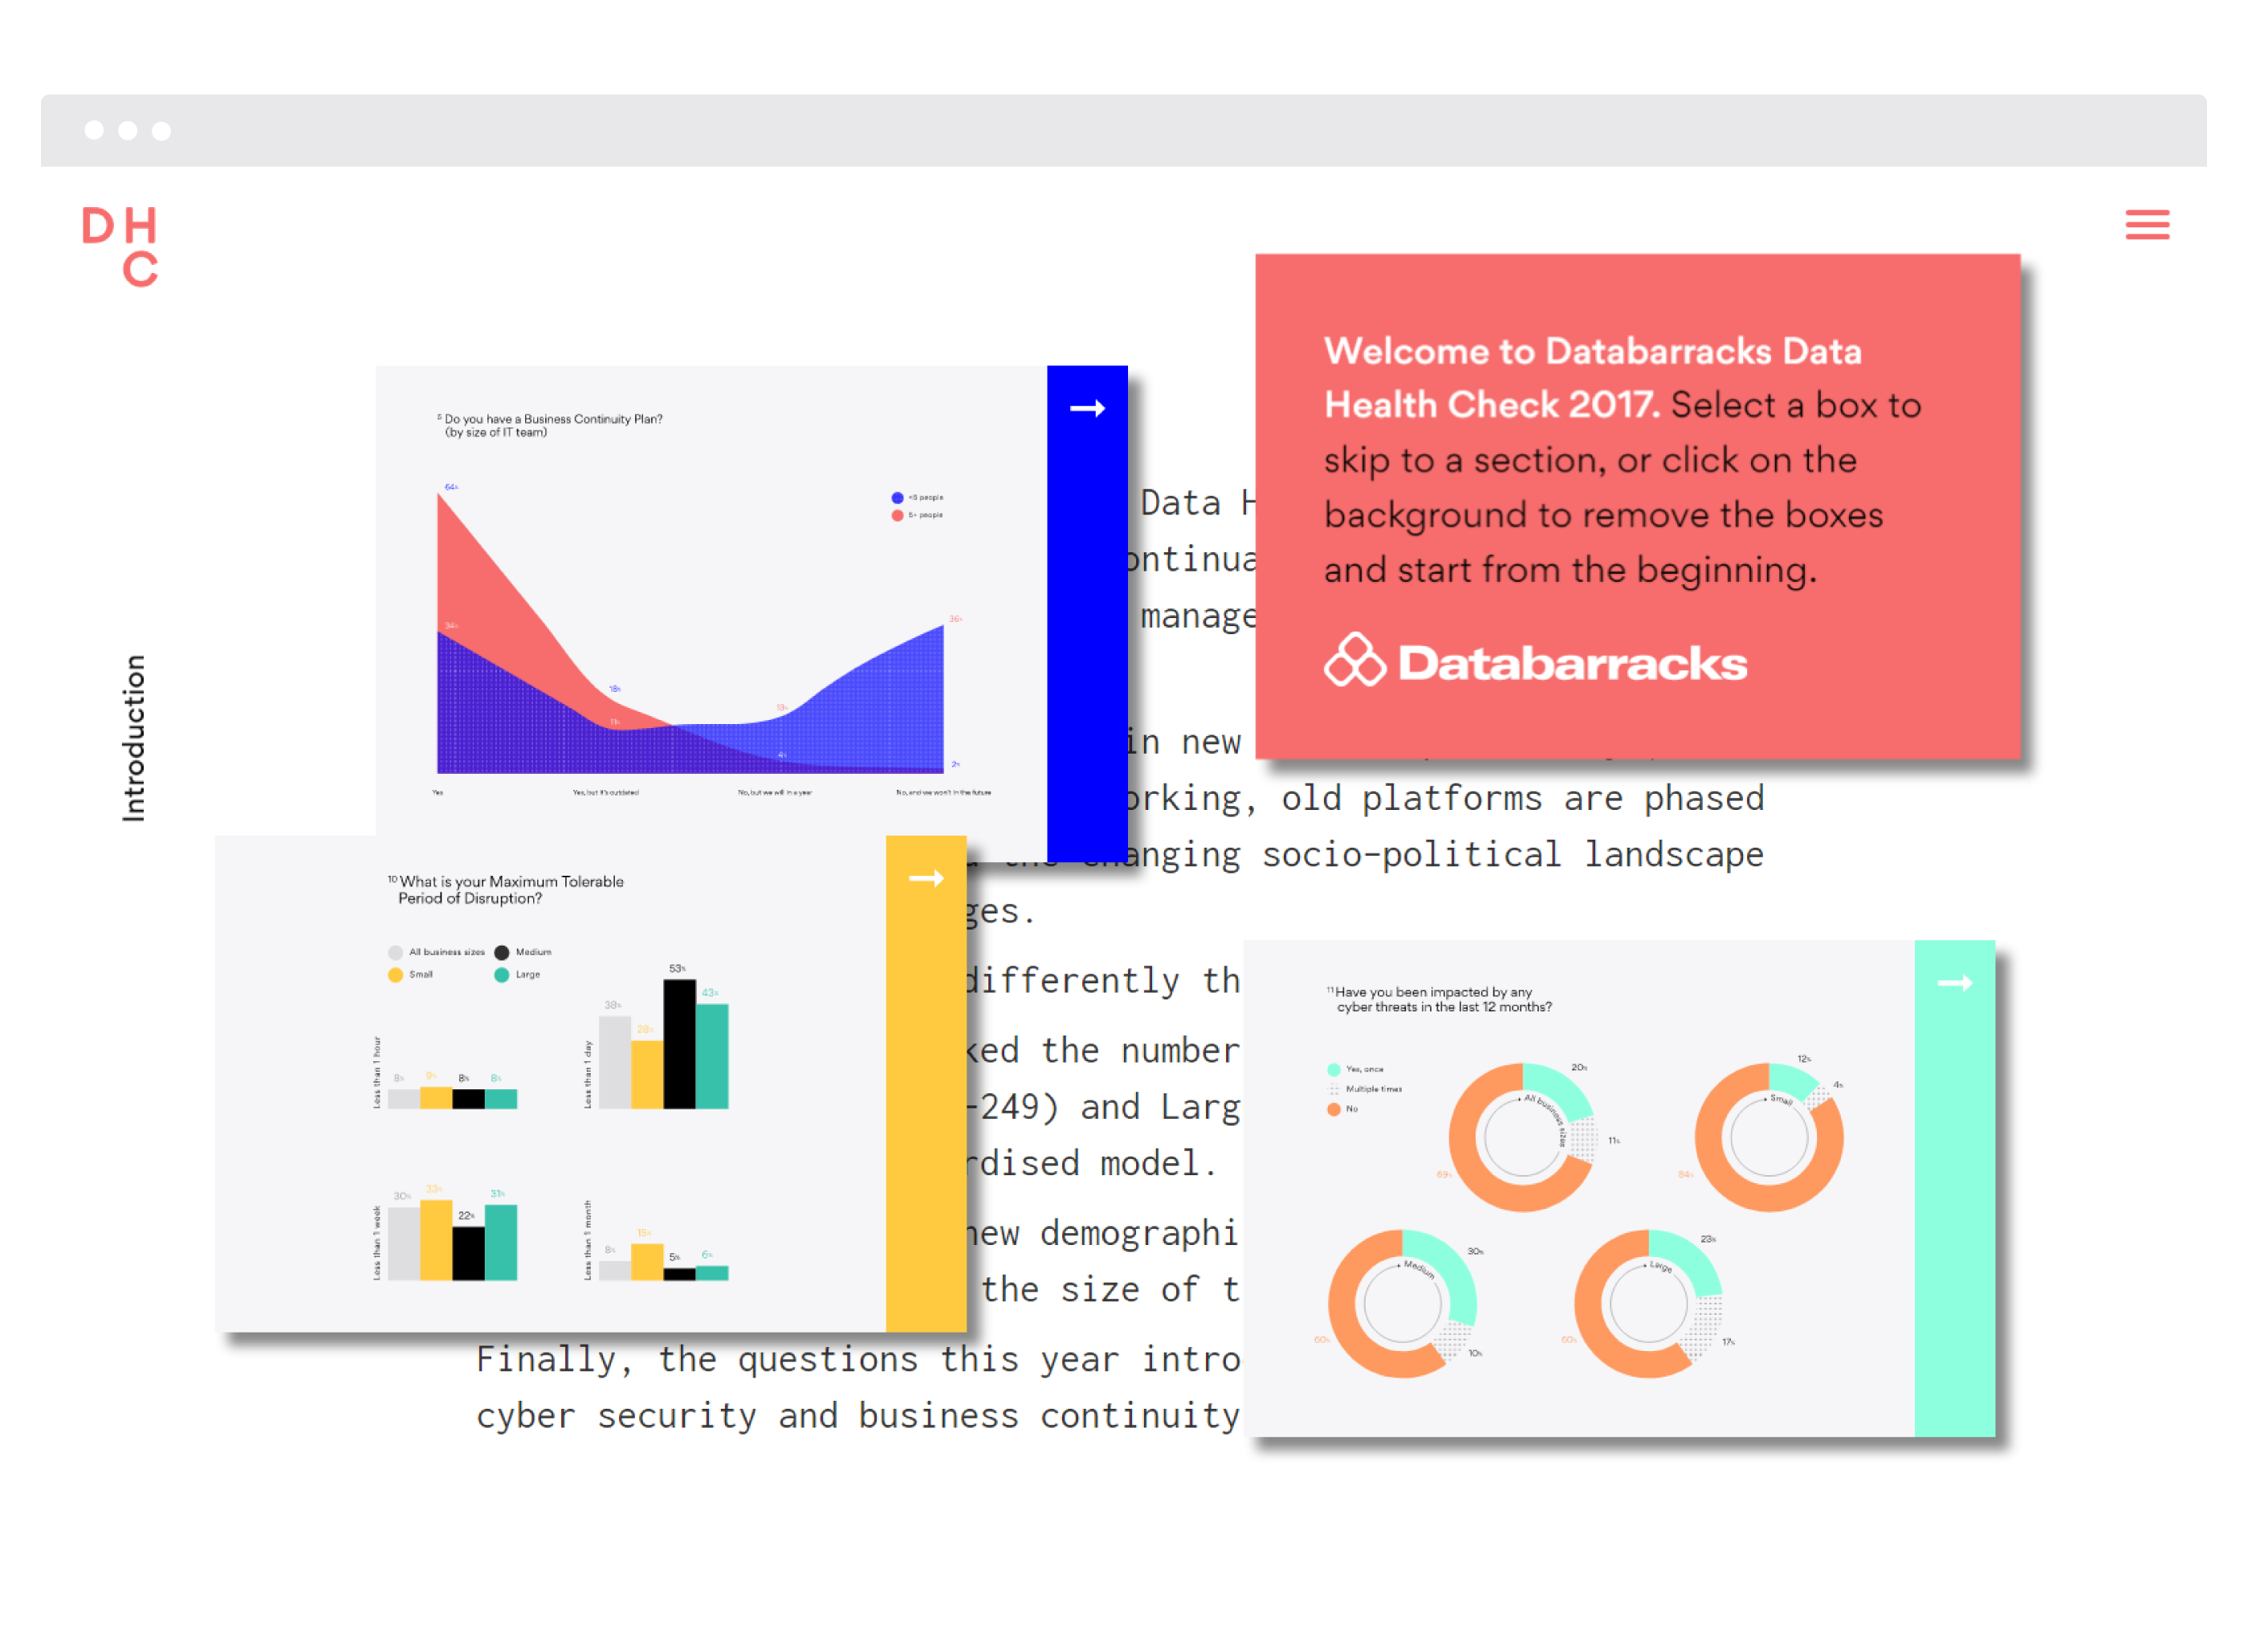 D H
C
Introduction
Welcome to Databarracks Data
Health Check 2017. Select a box to
skip to a section, or click on the
background to remove the boxes
and start from the beginning.
Databarracks
5 Do you have a Business Continuity Plan?
(by size of IT team)
<5 people
5+ people
64%
34%
18%
11%
13%
4%
36%
2%
Yes
Yes, but it's outdated
No, but we will in a year
No, and we won't in the future
Data H
ontinua
manage
in new
orking, old platforms are phased
the changing socio-political landscape
ges.
differently th
ked the number
-249) and Larg
rdised model.
new demographi
the size of t
Finally, the questions this year intro
cyber security and business continuity
10 What is your Maximum Tolerable
Period of Disruption?
All business sizes
Medium
Small
Large
Less than 1 hour
8%
9%
8%
8%
Less than 1 day
38%
28%
53%
43%
Less than 1 week
30%
33%
22%
31%
Less than 1 month
8%
15%
5%
6%
11 Have you been impacted by any
cyber threats in the last 12 months?
Yes, once
Multiple times
No
All business sizes
20%
11%
69%
Small
12%
4%
84%
Medium
30%
10%
60%
Large
23%
17%
60%